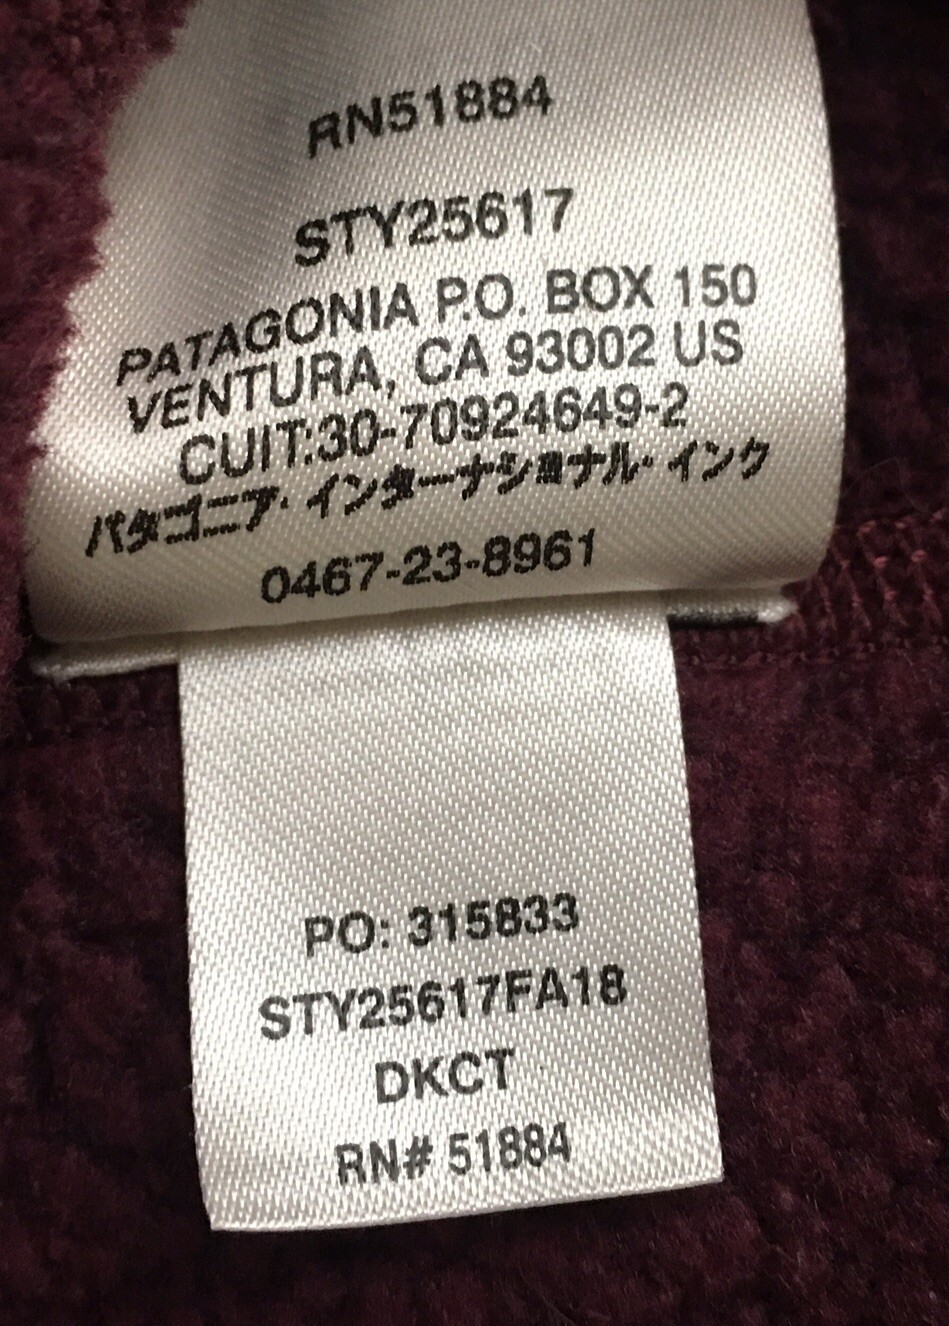 RN51884
STY25617
PATAGONIA P.O. BOX 150
VENTURA, CA 93002 US
CUIT:30-70924649-2
パタゴニア・インターナショナル・インク
0467-23-8961
PO: 315833
STY25617FA18
DKCT
RN# 51884